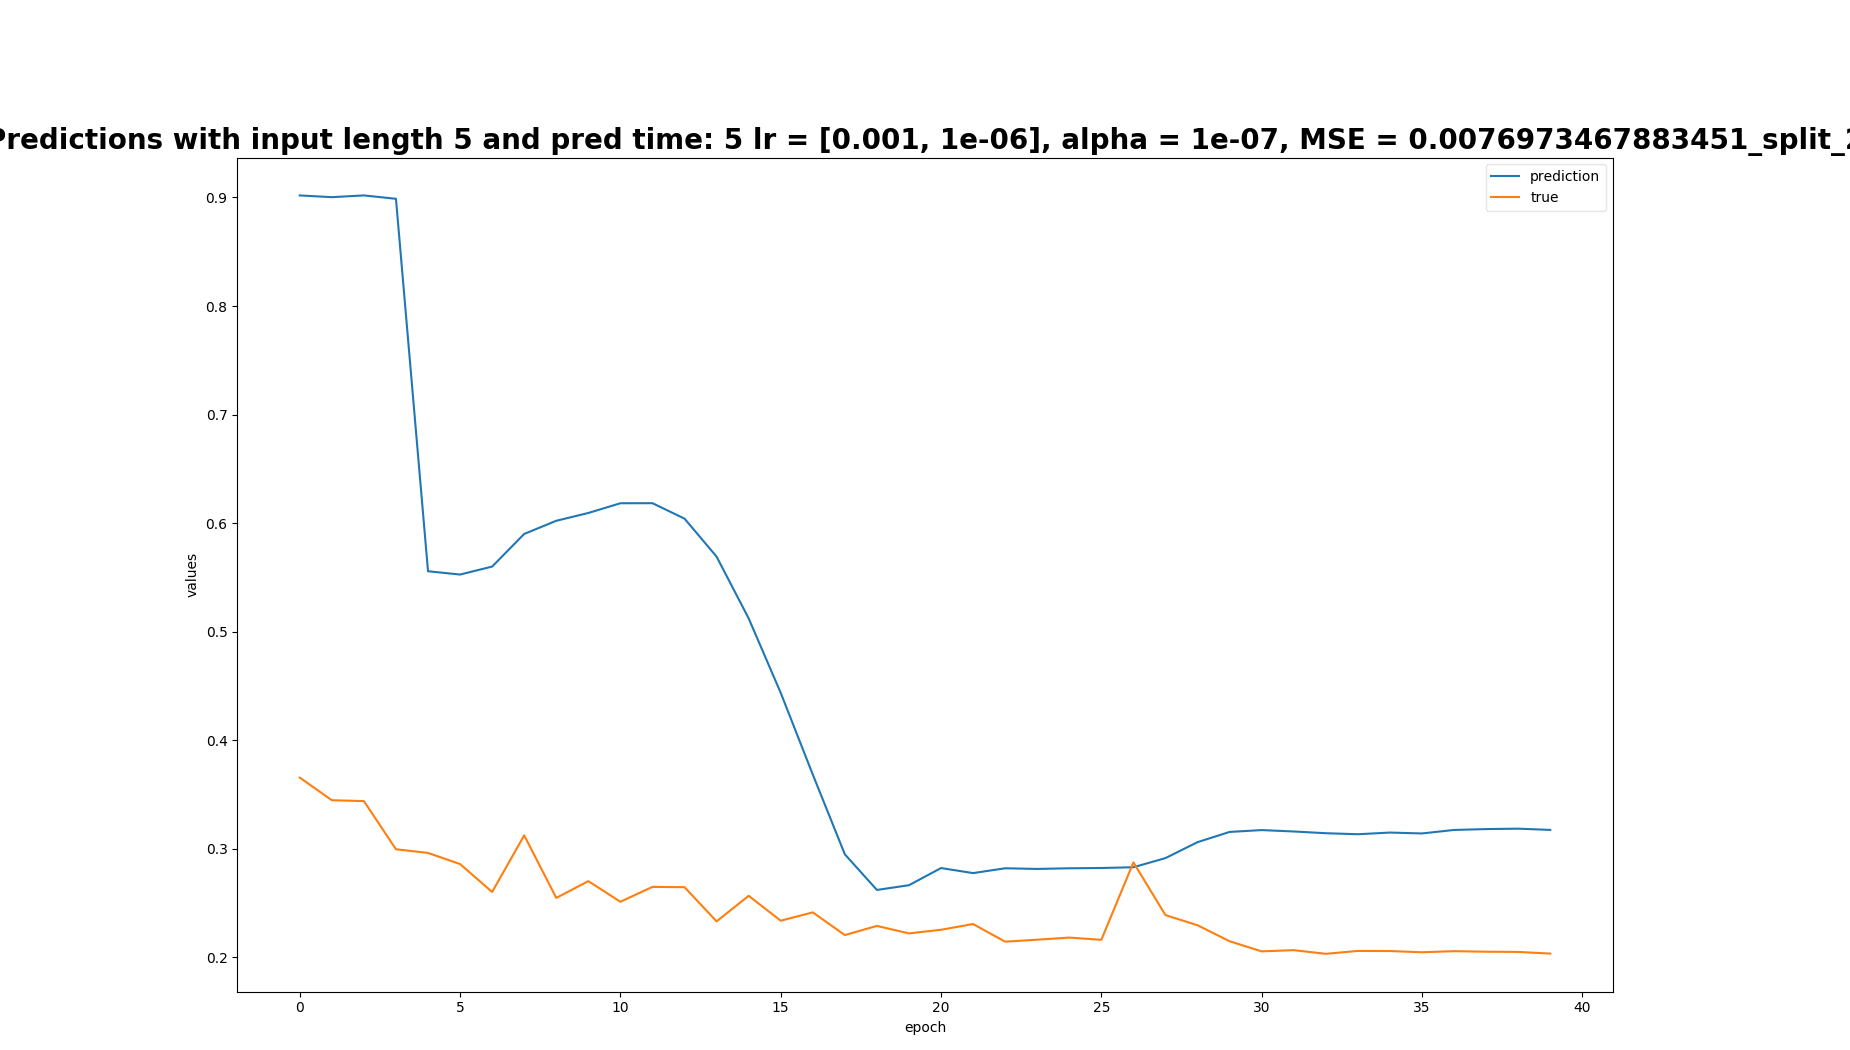 Predictions with input length 5 and pred time: 5 lr = [0.001, 1e-06], alpha = 1e-07, MSE = 0.0076973467883451_split_2
prediction
true
0.9
0.8
0.7
0.6
0.5
0.4
0.3
0.2
values
0 5 10 15 20 25 30 35 40
epoch